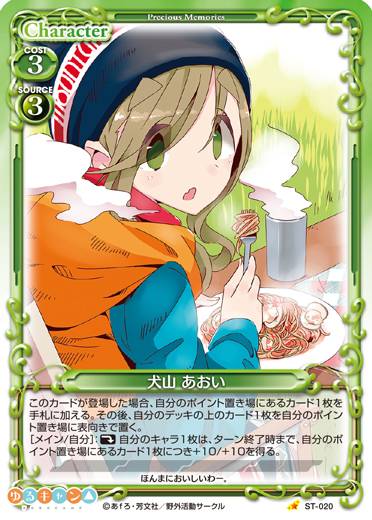 Precious Memories
Character
COST
3
SOURCE
3
犬山 あおい
このカードが登場した場合、自分のポイント置き場にあるカード1枚を
手札に加える。その後、自分のデッキの上のカード1枚を自分のポイン
ト置き場に表向きで置く。
[メイン/自分]: 自分のキャラ1枚は、ターン終了時まで、自分のポイン
ト置き場にあるカード1枚につき+10/+10を得る。
ほんまにおいしいわー。
ゆるキャン△
©あfろ・芳文社/野外活動サークル
ST-020